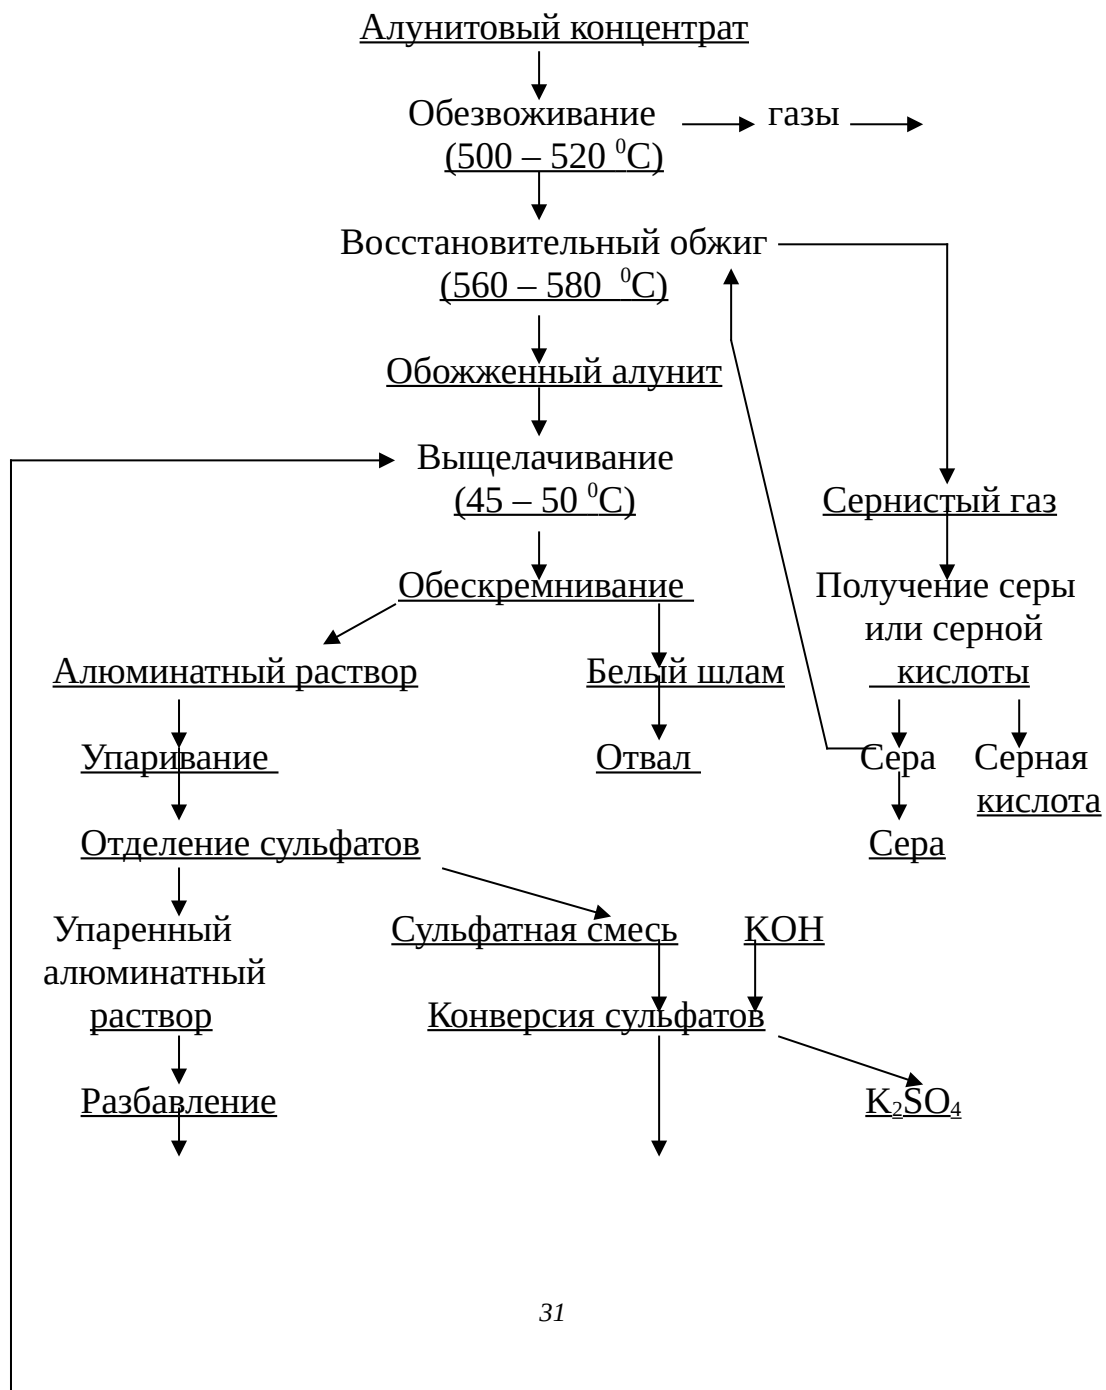 Алунитовый концентрат
Обезвоживание газы
(500 – 520 ⁰С)
Восстановительный обжиг
(560 – 580 ⁰С)
Обожженный алунит
Выщелачивание
(45 – 50 ⁰С)
Сернистый газ
Обескремнивание
Получение серы
или серной
кислоты
Алюминатный раствор
Белый шлам
Упаривание
Отвал
Сера
Серная
кислота
Отделение сульфатов
Сера
Упаренный
алюминатный
раствор
Сульфатная смесь
KOH
Конверсия сульфатов
Разбавление
K₂SO₄
31